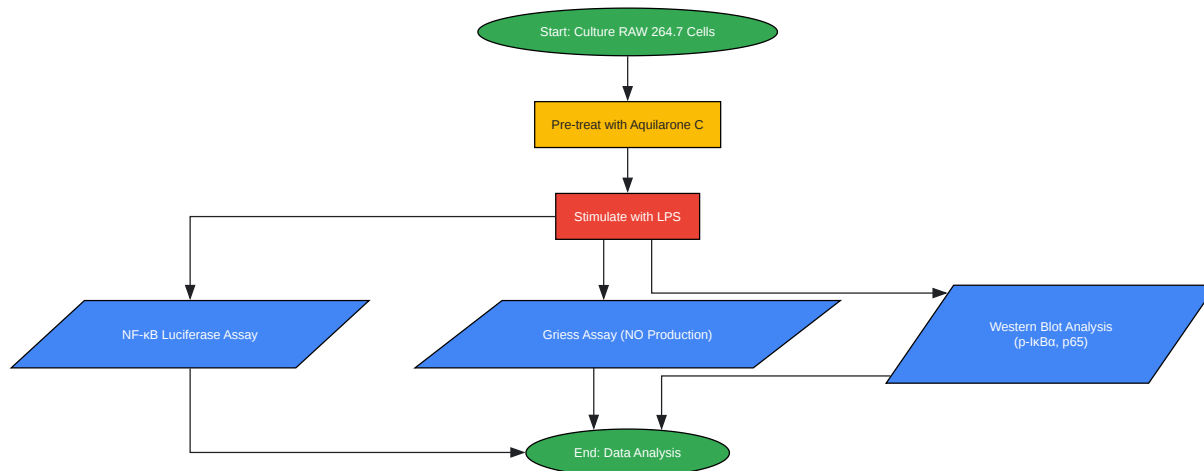 Start: Culture RAW 264.7 Cells
Pre-treat with Aquilarone C
Stimulate with LPS
NF-κB Luciferase Assay
Griess Assay (NO Production)
Western Blot Analysis
(p-IκBα, p65)
End: Data Analysis